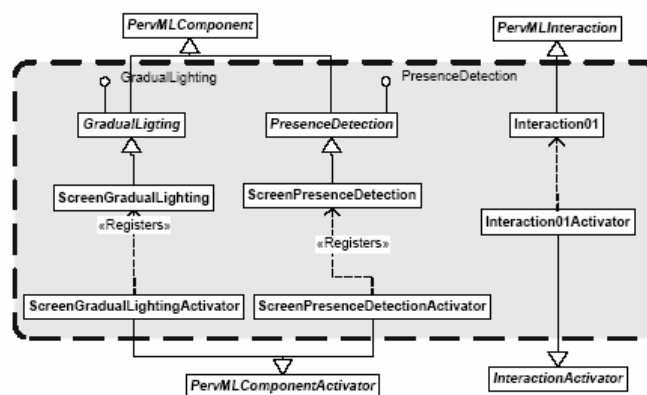 PervMLComponent
PervMLInteraction
GradualLighting
PresenceDetection
GradualLigting
PresenceDetection
Interaction01
ScreenGradualLighting
ScreenPresenceDetection
«Registers»
Interaction01Activator
«Registers»
ScreenGradualLightingActivator
ScreenPresenceDetectionActivator
PervMLComponentActivator
InteractionActivator